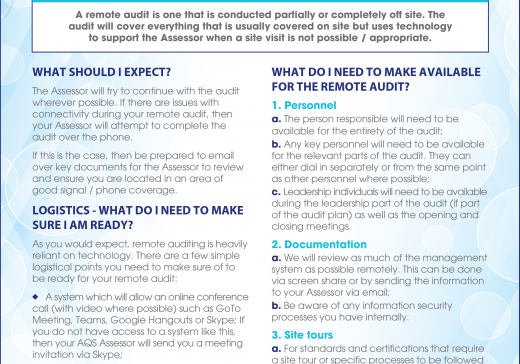 A remote audit is one that is conducted partially or completely off site. The
audit will cover everything that is usually covered on site but uses technology
to support the Assessor when a site visit is not possible / appropriate.
WHAT SHOULD I EXPECT?
The Assessor will try to continue with the audit
wherever possible. If there are issues with
connectivity during your remote audit, then
your Assessor will attempt to complete the
audit over the phone.
If this is the case, then be prepared to email
over key documents for the Assessor to review
and ensure you are located in an area of
good signal / phone coverage.
LOGISTICS - WHAT DO I NEED TO MAKE
SURE I AM READY?
As you would expect, remote auditing is heavily
reliant on technology. There are a few simple
logistical points you need to make sure of to
be ready for your remote audit:
◆ A system which will allow an online conference
call (with video where possible) such as GoTo
Meeting, Teams, Google Hangouts or Skype; If
you do not have access to a system like this,
then your AQS Assessor will send you a meeting
invitation via Skype;
WHAT DO I NEED TO MAKE AVAILABLE
FOR THE REMOTE AUDIT?
1. Personnel
a. The person responsible will need to be
available for the entirety of the audit;
b. Any key personnel will need to be available
for the relevant parts of the audit. They can
either dial in separately or from the same point
as other personnel where possible;
c. Leadership individuals will need to be available
during the leadership part of the audit (if part
of the audit plan) as well as the opening and
closing meetings.
2. Documentation
a. We will review as much of the management
system as possible remotely. This can be done
via screen share or by sending the information
to your Assessor via email;
b. Be aware of any information security
processes you have internally.
3. Site tours
a. For standards and certifications that require
a site tour or specific processes to be followed